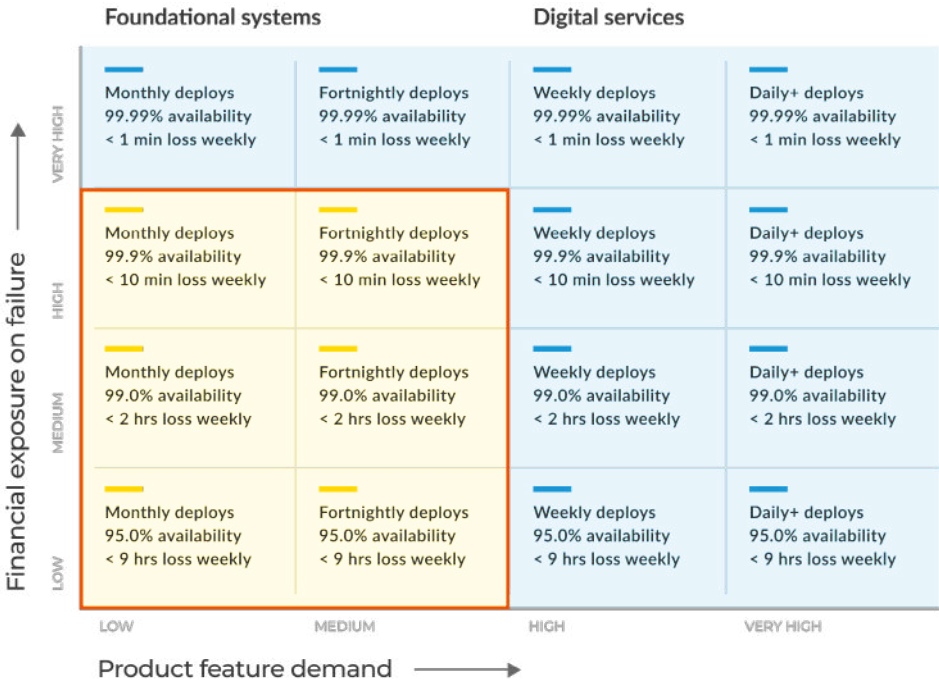 Foundational systems
Digital services
Financial exposure on failure
VERY HIGH
Monthly deploys
99.99% availability
< 1 min loss weekly
Fortnightly deploys
99.99% availability
< 1 min loss weekly
Weekly deploys
99.99% availability
< 1 min loss weekly
Daily+ deploys
99.99% availability
< 1 min loss weekly
HIGH
Monthly deploys
99.9% availability
< 10 min loss weekly
Fortnightly deploys
99.9% availability
< 10 min loss weekly
Weekly deploys
99.9% availability
< 10 min loss weekly
Daily+ deploys
99.9% availability
< 10 min loss weekly
MEDIUM
Monthly deploys
99.0% availability
< 2 hrs loss weekly
Fortnightly deploys
99.0% availability
< 2 hrs loss weekly
Weekly deploys
99.0% availability
< 2 hrs loss weekly
Daily+ deploys
99.0% availability
< 2 hrs loss weekly
LOW
Monthly deploys
95.0% availability
< 9 hrs loss weekly
Fortnightly deploys
95.0% availability
< 9 hrs loss weekly
Weekly deploys
95.0% availability
< 9 hrs loss weekly
Daily+ deploys
95.0% availability
< 9 hrs loss weekly
LOW
MEDIUM
HIGH
VERY HIGH
Product feature demand